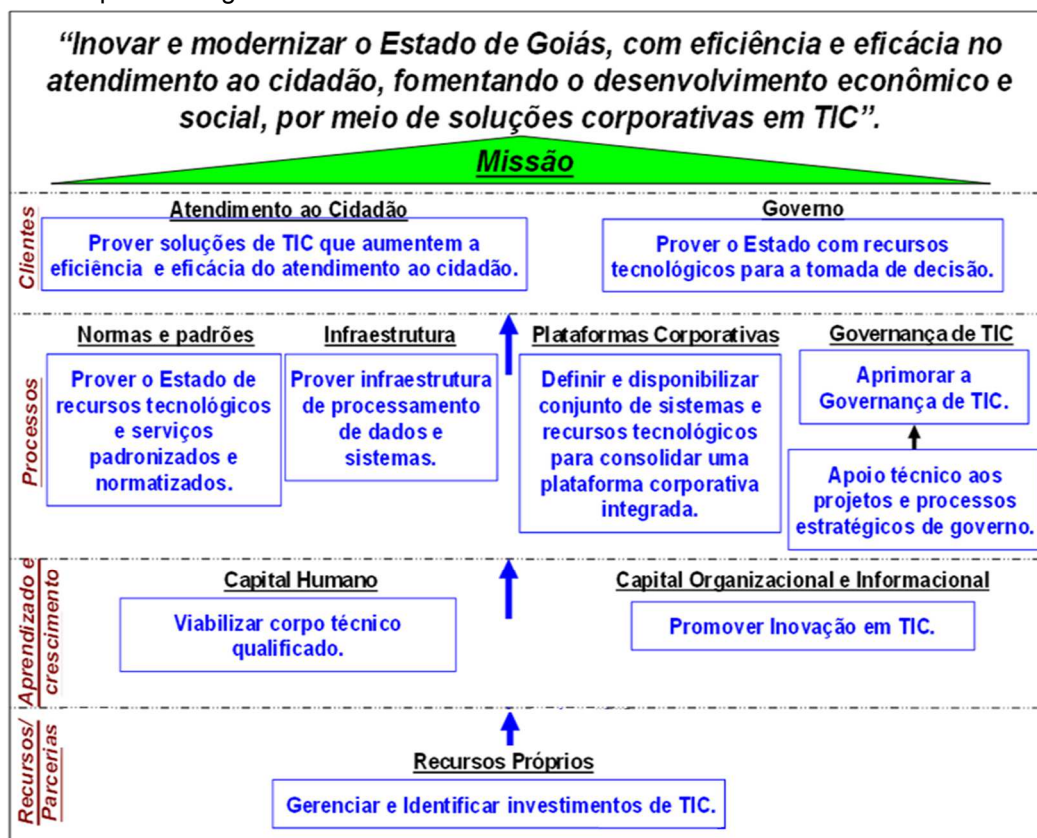 “Inovar e modernizar o Estado de Goiás, com eficiência e eficácia no
atendimento ao cidadão, fomentando o desenvolvimento econômico e
social, por meio de soluções corporativas em TIC”.
Missão
Clientes
Atendimento ao Cidadão
Prover soluções de TIC que aumentem a
eficiência e eficácia do atendimento ao cidadão.
Governo
Prover o Estado com recursos
tecnológicos para a tomada de decisão.
Processos
Normas e padrões
Prover o Estado de
recursos tecnológicos
e serviços
padronizados e
normatizados.
Infraestrutura
Prover infraestrutura
de processamento
de dados e
sistemas.
Plataformas Corporativas
Definir e disponibilizar
conjunto de sistemas e
recursos tecnológicos
para consolidar uma
plataforma corporativa
integrada.
Governança de TIC
Aprimorar a
Governança de TIC.
Apoio técnico aos
projetos e processos
estratégicos de governo.
Aprendizado e
crescimento
Capital Humano
Viabilizar corpo técnico
qualificado.
Capital Organizacional e Informacional
Promover Inovação em TIC.
Recursos/
Parcerias
Recursos Próprios
Gerenciar e Identificar investimentos de TIC.